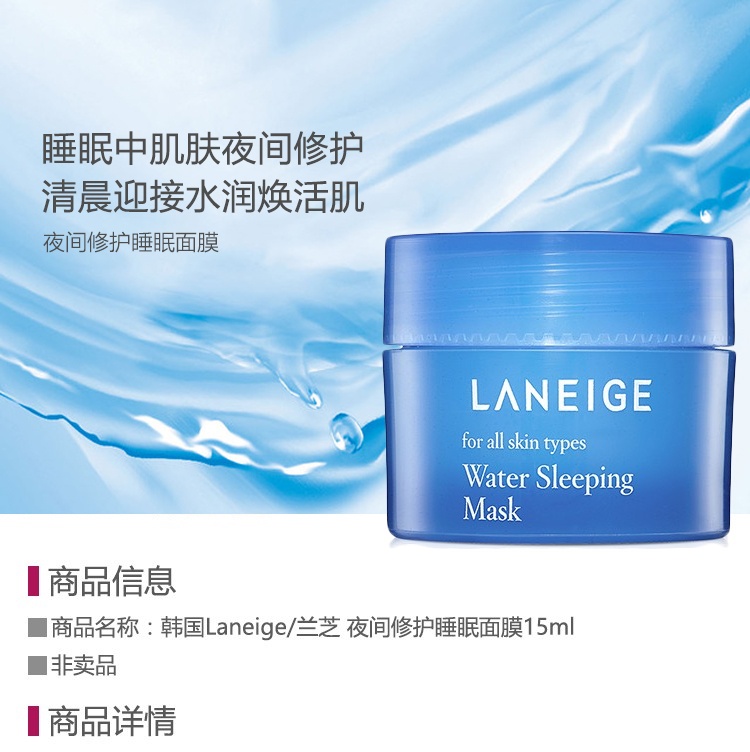 睡眠中肌肤夜间修护
清晨迎接水润焕活肌
夜间修护睡眠面膜
LANEIGE
for all skin types
Water Sleeping
Mask
商品信息
商品名称：韩国Laneige/兰芝 夜间修护睡眠面膜15ml
非卖品
商品详情